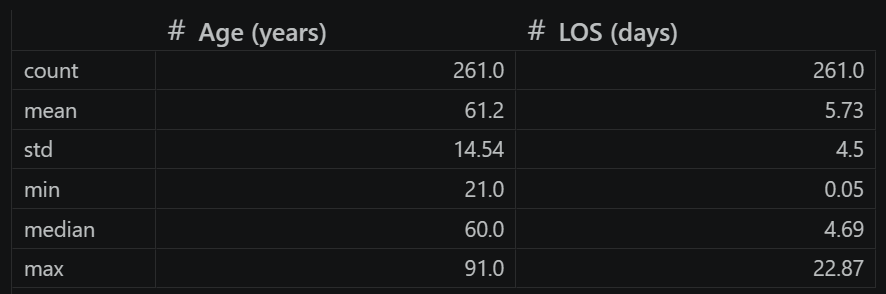 # Age (years) # LOS (days)
count 261.0 261.0
mean 61.2 5.73
std 14.54 4.5
min 21.0 0.05
median 60.0 4.69
max 91.0 22.87